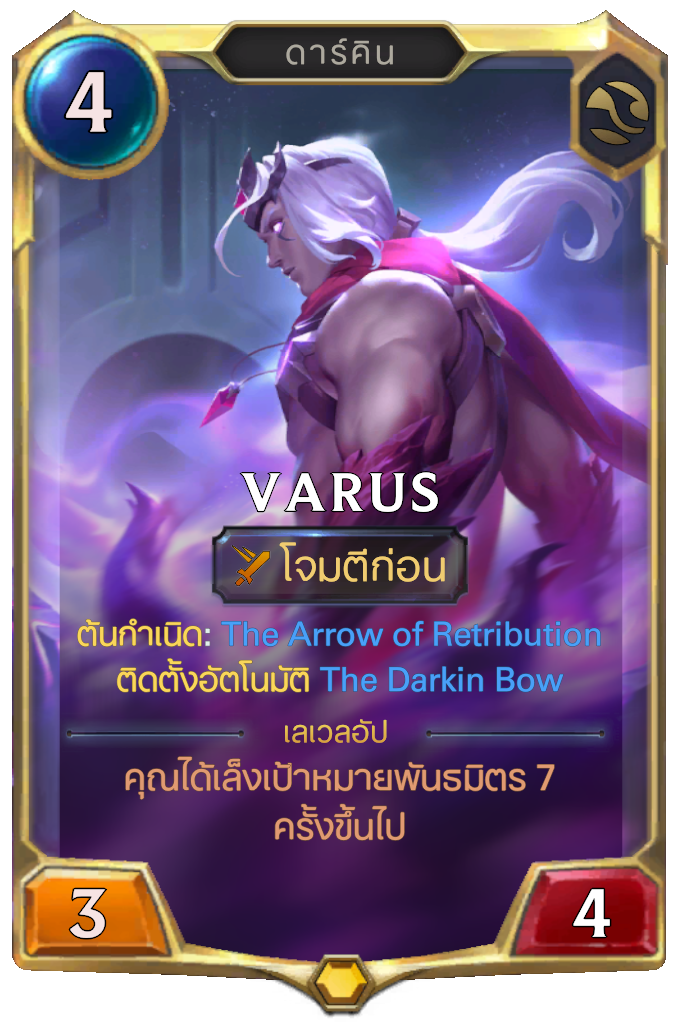 ดาร์คิน
4
VARUS
โจมตีก่อน
ต้นกำเนิด: The Arrow of Retribution
ติดตั้งอัตโนมัติ The Darkin Bow
เลเวลอัป
คุณได้เล็งเป้าหมายพันธมิตร 7
ครั้งขึ้นไป
3
4